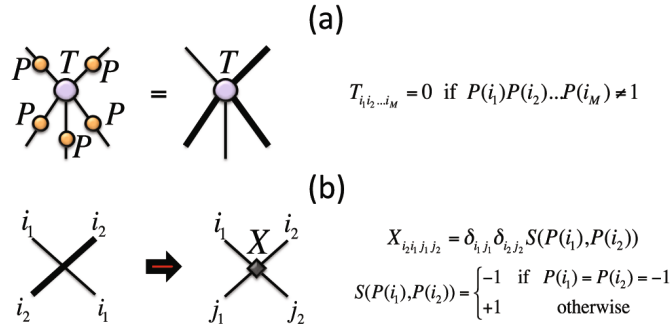 (a)
P T P
P P
P
=
T_{i_1 i_2 ... i_M} = 0 if P(i_1)P(i_2)...P(i_M) ≠ 1
(b)
i_1 i_2
i_2 i_1
i_1 X i_2
j_1 j_2
X_{i_2 i_1 j_1 j_2} = δ_{i_1 j_1} δ_{i_2 j_2} S(P(i_1),P(i_2))
S(P(i_1),P(i_2)) = { -1 if P(i_1) = P(i_2) = -1
+1 otherwise